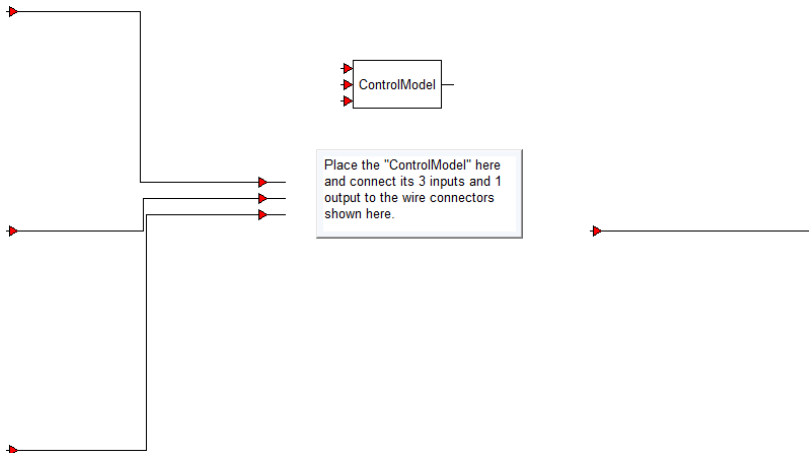 ControlModel
Place the "ControlModel" here
and connect its 3 inputs and 1
output to the wire connectors
shown here.